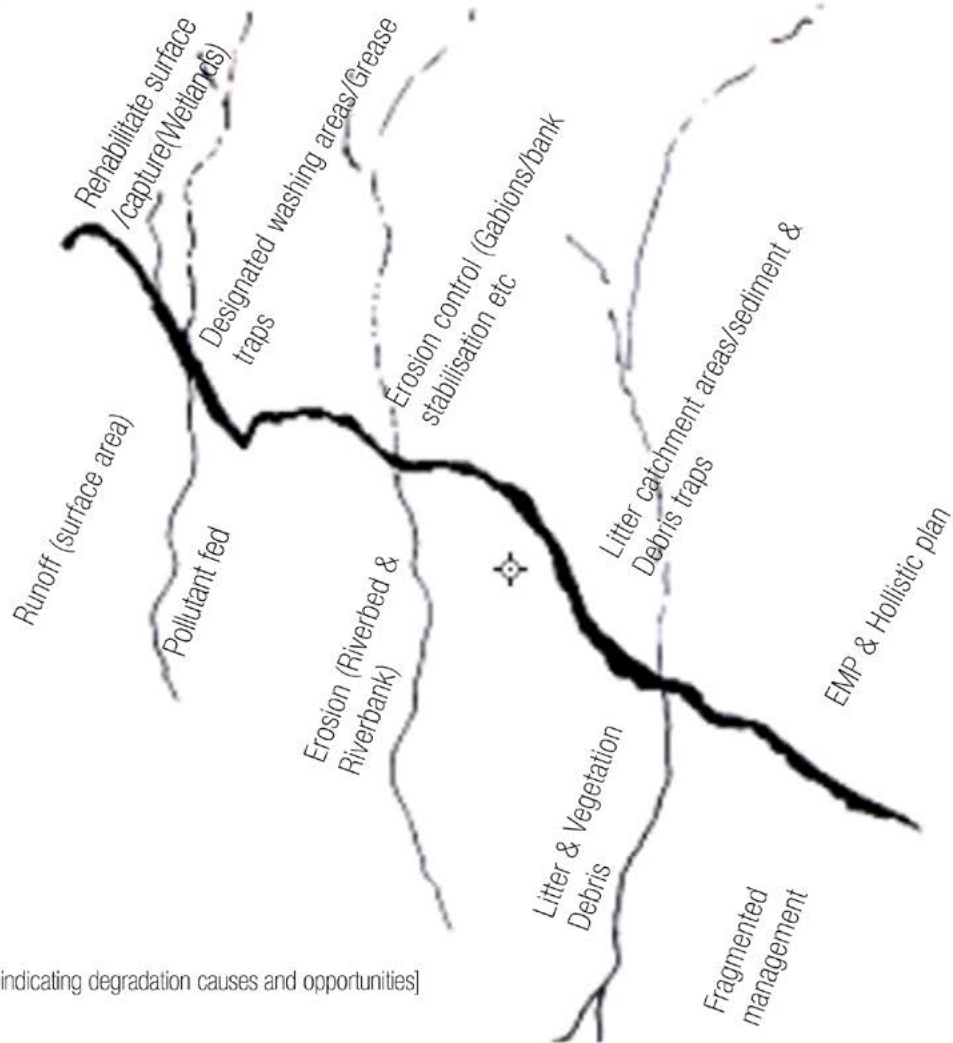 Rehabilitate surface
/capture(Wetlands)
Designated washing areas/Grease
traps
Erosion control (Gabions/bank
stabilisation etc
Litter catchment areas/sediment &
Debris traps
EMP & Hollistic plan
Runoff (surface area)
Pollutant fed
Erosion (Riverbed &
Riverbank)
Litter & Vegetation
Debris
Fragmented
management
indicating degradation causes and opportunities]